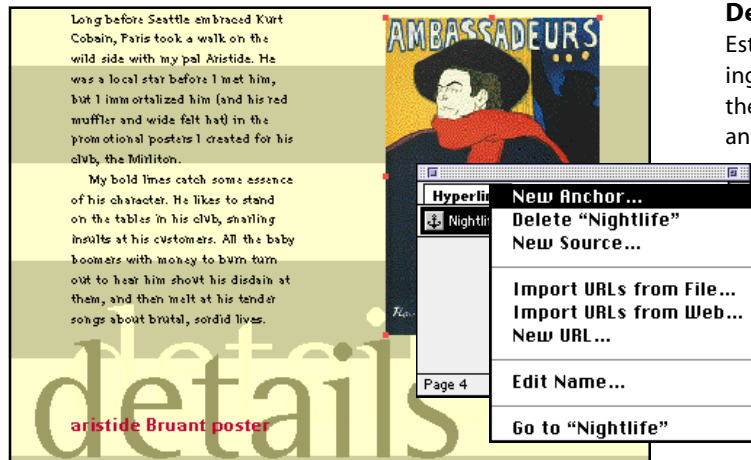 Long before Seattle embraced Kurt
Cobain, Paris took a walk on the
wild side with my pal Aristide. He
was a local star before I met him,
but I immortalized him (and his red
muffler and wide felt hat) in the
promotional posters I created for his
club, the Mirliton.
My bold lines catch some essence
of his character. He likes to stand
on the tables in his club, snarling
insults at his customers. All the baby
boomers with money to burn turn
out to hear him shout his disdain at
them, and then melt at his tender
songs about brutal, sordid lives.
details
details
aristide Bruant poster
AMBASSADEURS
Hyperlin
Nightli
Page 4
New Anchor...
Delete “Nightlife”
New Source...
Import URLs from File...
Import URLs from Web...
New URL...
Edit Name...
Go to “Nightlife”
De
Est
ing
the
an